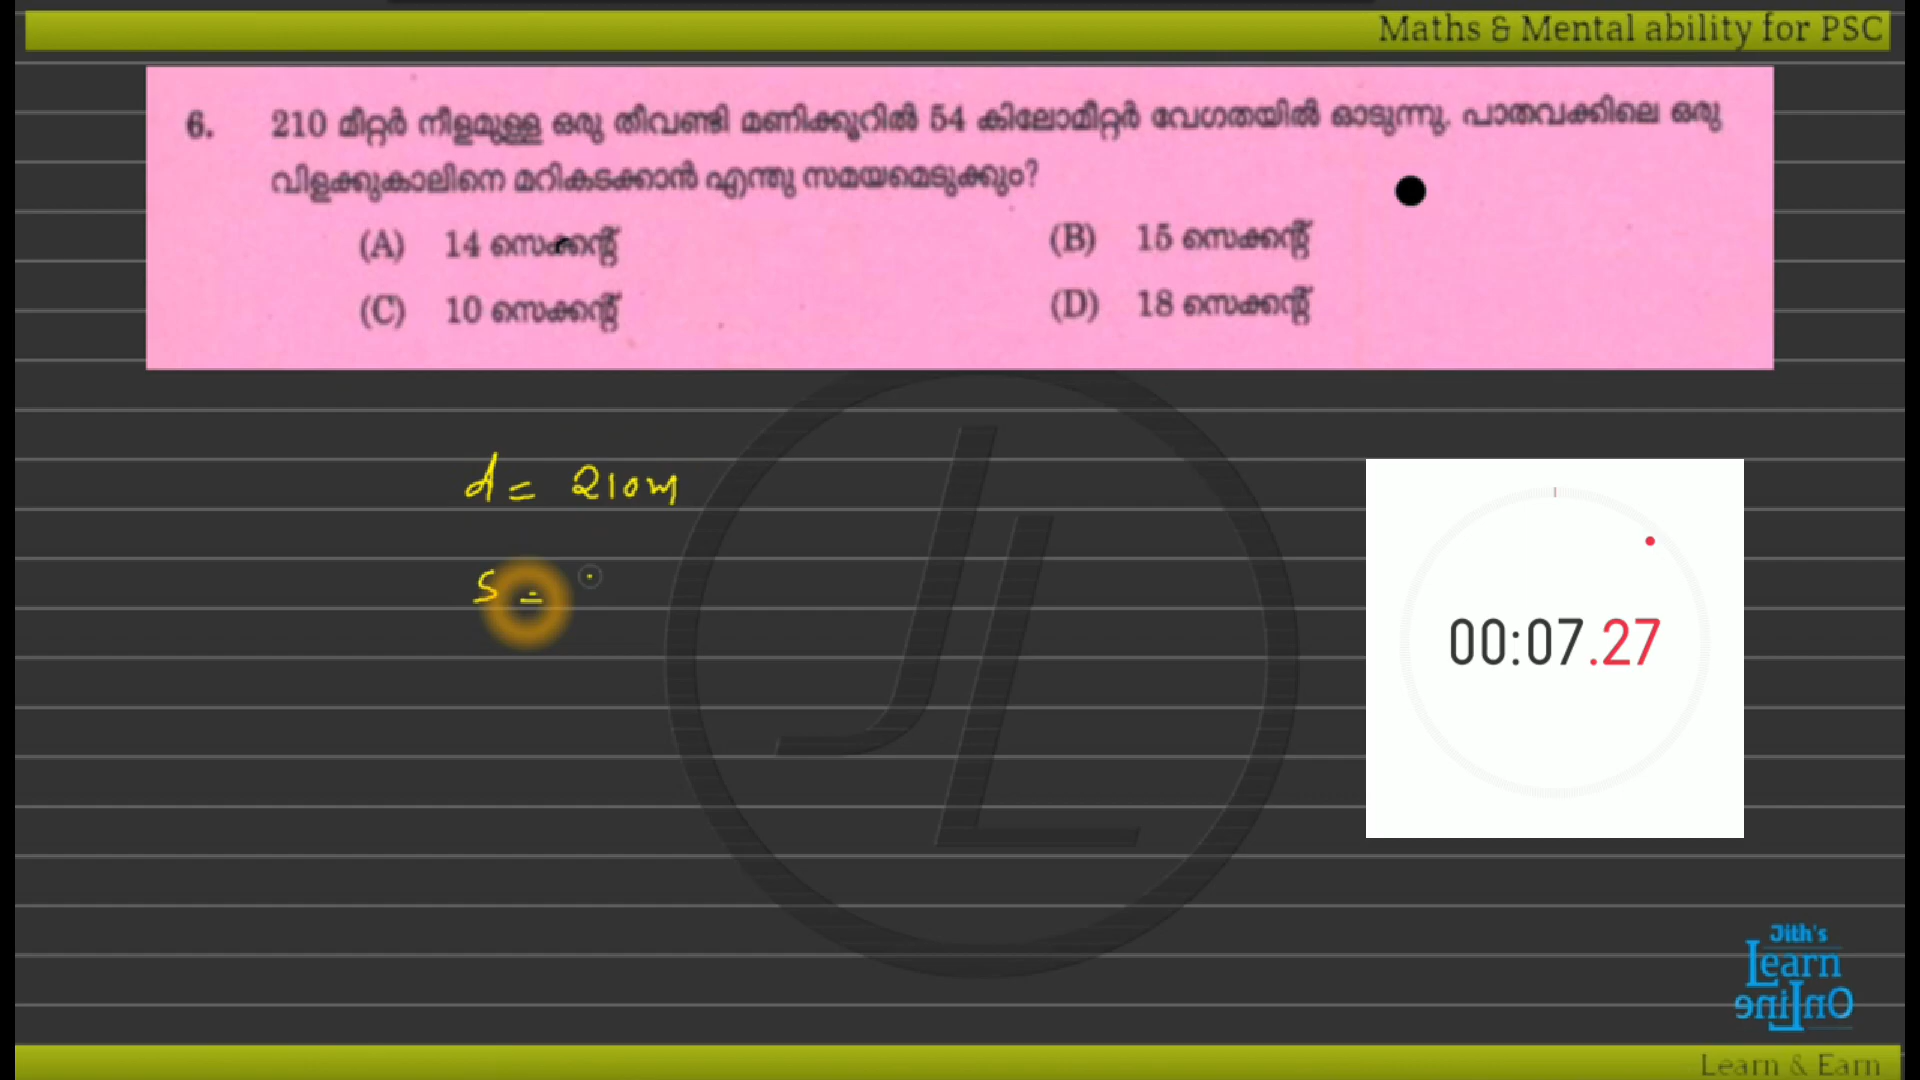 Maths & Mental ability for PSC
6. 210 മീറ്റർ നീളമുള്ള ഒരു തീവണ്ടി മണിക്കൂറിൽ 54 കിലോമീറ്റർ വേഗതയിൽ ഓടുന്നു. പാതവക്കിലെ ഒരു
വിളക്കുകാലിനെ മറികടക്കാൻ എന്തു സമയമെടുക്കും?
(A) 14 സെക്കന്റ് (B) 15 സെക്കന്റ്
(C) 10 സെക്കന്റ് (D) 18 സെക്കന്റ്
d = 210m
S =
00:07.27
JL
Jith's
Learn
OnLine
Learn & Earn